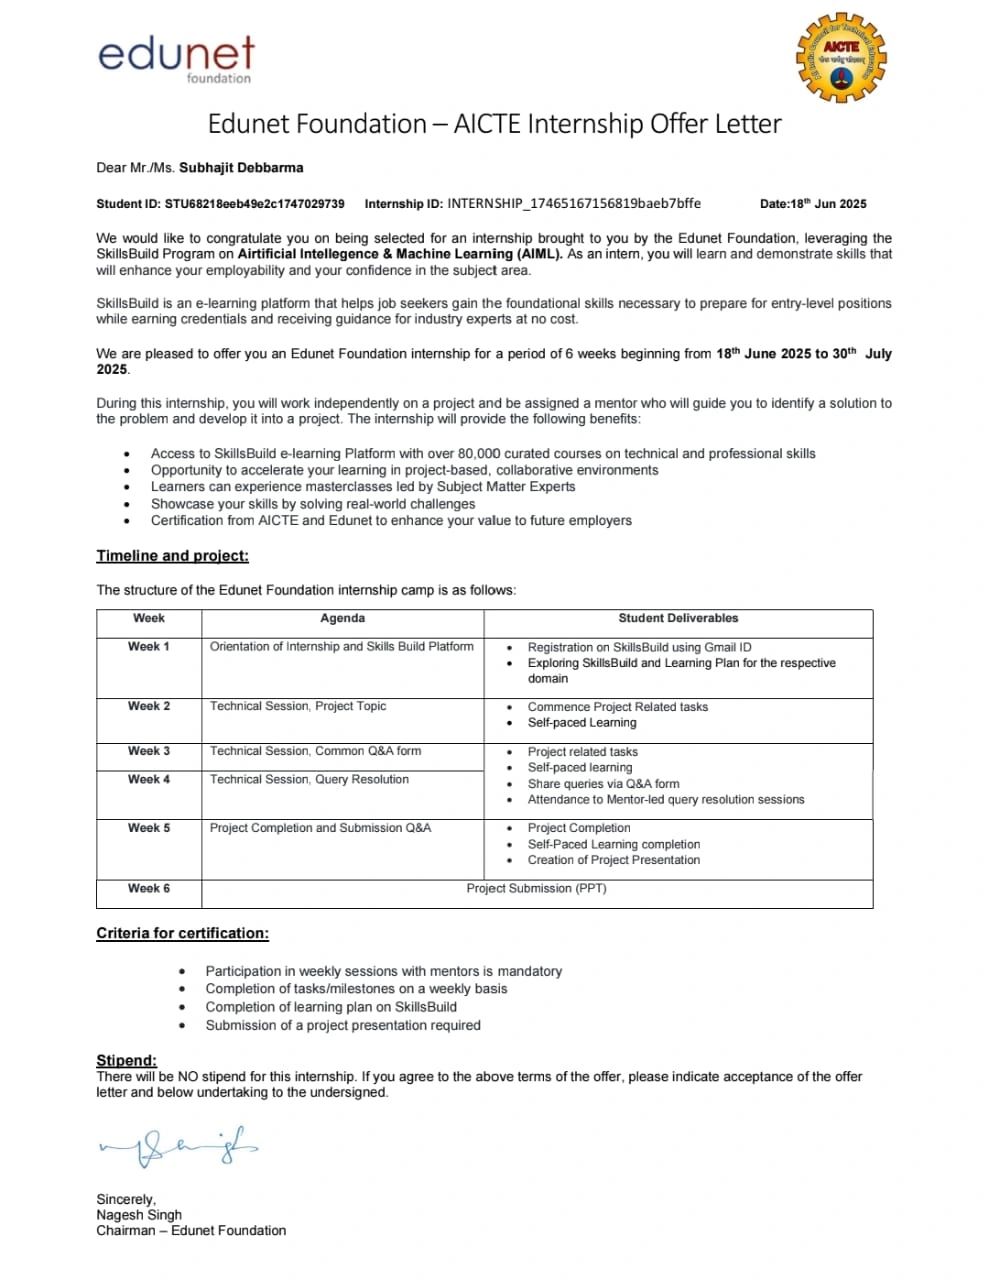 edunet
foundation
All India Council for Technical Education
AICTE
Edunet Foundation – AICTE Internship Offer Letter
Dear Mr./Ms. Subhajit Debbarma
Student ID: STU68218eeb49e2c1747029739 Internship ID: INTERNSHIP_17465167156819baeb7bffe Date:18th Jun 2025
We would like to congratulate you on being selected for an internship brought to you by the Edunet Foundation, leveraging the
SkillsBuild Program on Airtificial Intellegence & Machine Learning (AIML). As an intern, you will learn and demonstrate skills that
will enhance your employability and your confidence in the subject area.
SkillsBuild is an e-learning platform that helps job seekers gain the foundational skills necessary to prepare for entry-level positions
while earning credentials and receiving guidance for industry experts at no cost.
We are pleased to offer you an Edunet Foundation internship for a period of 6 weeks beginning from 18th June 2025 to 30th July
2025.
During this internship, you will work independently on a project and be assigned a mentor who will guide you to identify a solution to
the problem and develop it into a project. The internship will provide the following benefits:
• Access to SkillsBuild e-learning Platform with over 80,000 curated courses on technical and professional skills
• Opportunity to accelerate your learning in project-based, collaborative environments
• Learners can experience masterclasses led by Subject Matter Experts
• Showcase your skills by solving real-world challenges
• Certification from AICTE and Edunet to enhance your value to future employers
Timeline and project:
The structure of the Edunet Foundation internship camp is as follows:
Week Agenda Student Deliverables
Week 1 Orientation of Internship and Skills Build Platform • Registration on SkillsBuild using Gmail ID
• Exploring SkillsBuild and Learning Plan for the respective
domain
Week 2 Technical Session, Project Topic • Commence Project Related tasks
• Self-paced Learning
Week 3 Technical Session, Common Q&A form • Project related tasks
• Self-paced learning
Week 4 Technical Session, Query Resolution • Share queries via Q&A form
• Attendance to Mentor-led query resolution sessions
Week 5 Project Completion and Submission Q&A • Project Completion
• Self-Paced Learning completion
• Creation of Project Presentation
Week 6 Project Submission (PPT)
Criteria for certification:
• Participation in weekly sessions with mentors is mandatory
• Completion of tasks/milestones on a weekly basis
• Completion of learning plan on SkillsBuild
• Submission of a project presentation required
Stipend:
There will be NO stipend for this internship. If you agree to the above terms of the offer, please indicate acceptance of the offer
letter and below undertaking to the undersigned.
Sincerely,
Nagesh Singh
Chairman – Edunet Foundation